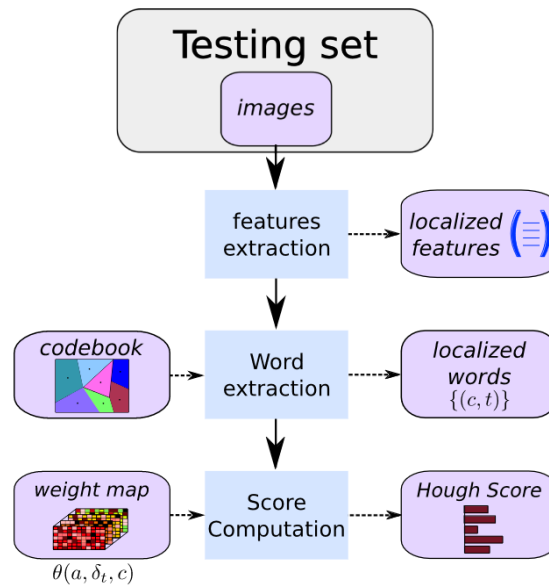 Testing set
images
features
extraction
localized
features
codebook
Word
extraction
localized
words
{(c, t)}
weight map
θ(a, δ_t, c)
Score
Computation
Hough Score